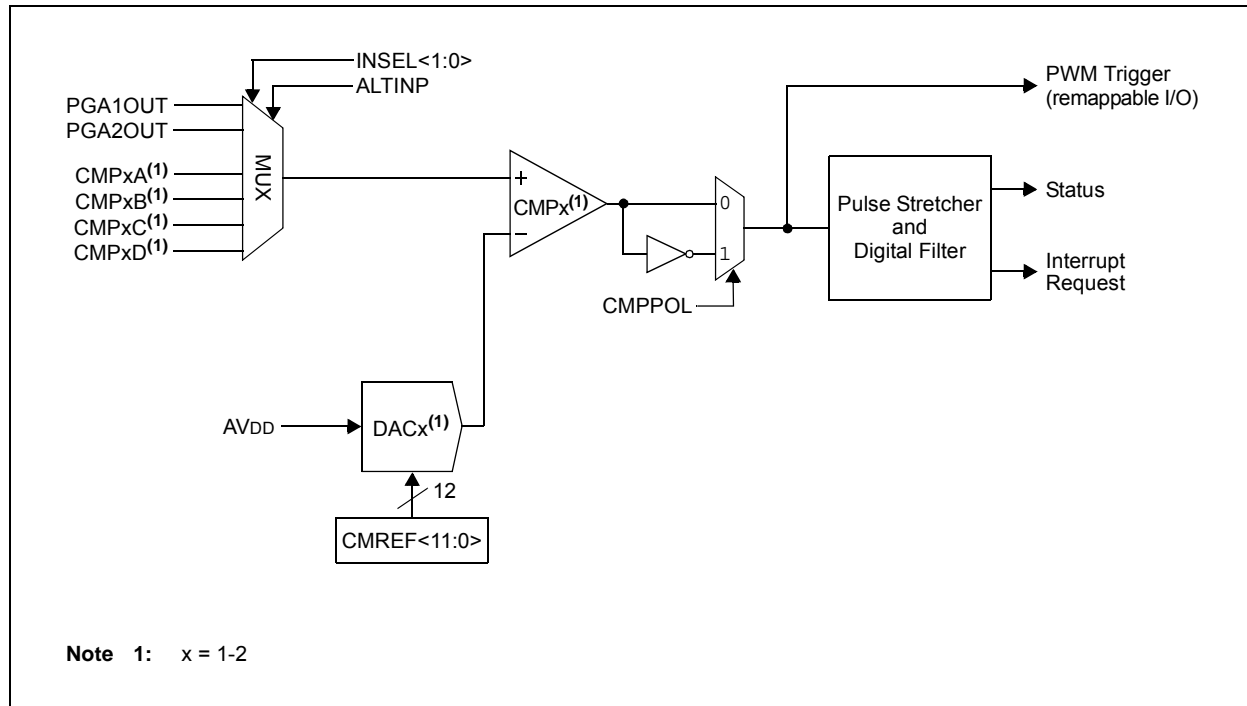 INSEL<1:0>
ALTINP
PGA1OUT
PGA2OUT
CMPxA(1)
CMPxB(1)
CMPxC(1)
CMPxD(1)
MUX
+
CMPx(1)
–
0
1
CMPPOL
PWM Trigger
(remappable I/O)
Pulse Stretcher
and
Digital Filter
Status
Interrupt
Request
AVDD
DACx(1)
12
CMREF<11:0>
Note 1: x = 1-2